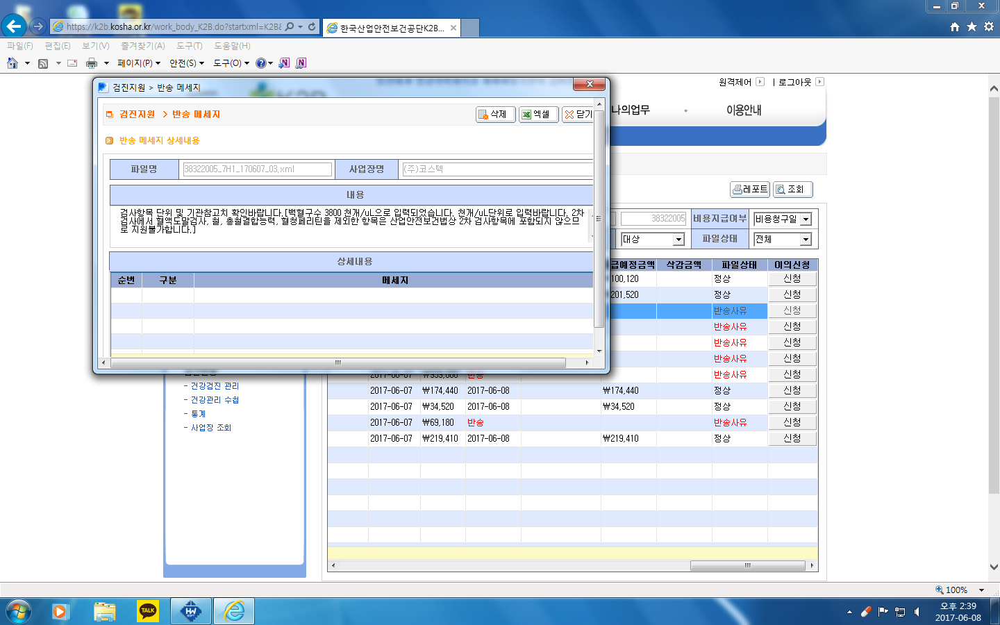 https://k2b.kosha.or.kr/work_body_K2B.do?startxml=K2B&
한국산업안전보건공단K2B...
파일(F) 편집(E) 보기(V) 즐겨찾기(A) 도구(T) 도움말(H)
페이지(P) 안전(S) 도구(O)
검진지원 > 반송 메세지
원격제어 로그아웃
검진지원 > 반송 메세지
삭제 엑셀 닫기
나의업무 이용안내
반송 메세지 상세내용
파일명 38322005_7H1_170607_03.xml 사업장명 (주)코스텍
내용
레포트 조회
검사항목 단위 및 기관참고치 확인바랍니다.[백혈구수 3800 천개/uL으로 입력되었습니다. 천개/uL단위로 입력바랍니다. 2차
검사에서 혈액도말검사, 철, 총철결합능력, 혈청페리틴을 제외한 항목은 산업안전보건법상 2차 검사항목에 포함되지 않으므
로 지원불가합니다.]
38322005 비용지급여부 비용청구일
대상 파일상태 전체
상세내용
순번 구분 메세지
급예정금액 삭감금액 파일상태 이의신청
100,120 정상 신청
201,520 정상 신청
반송사유 신청
반송사유 신청
반송사유 신청
반송사유 신청
2017-06-07 반송 반송사유 신청
2017-06-07 ₩174,440 2017-06-08 ₩174,440 정상 신청
2017-06-07 ₩34,520 2017-06-08 ₩34,520 정상 신청
2017-06-07 ₩69,180 반송 반송사유 신청
2017-06-07 ₩219,410 2017-06-08 ₩219,410 정상 신청
- 건강검진 관리
- 건강관리 수첩
- 통계
- 사업장 조회
100%
TALK
HW
SOFT
오후 2:39
2017-06-08